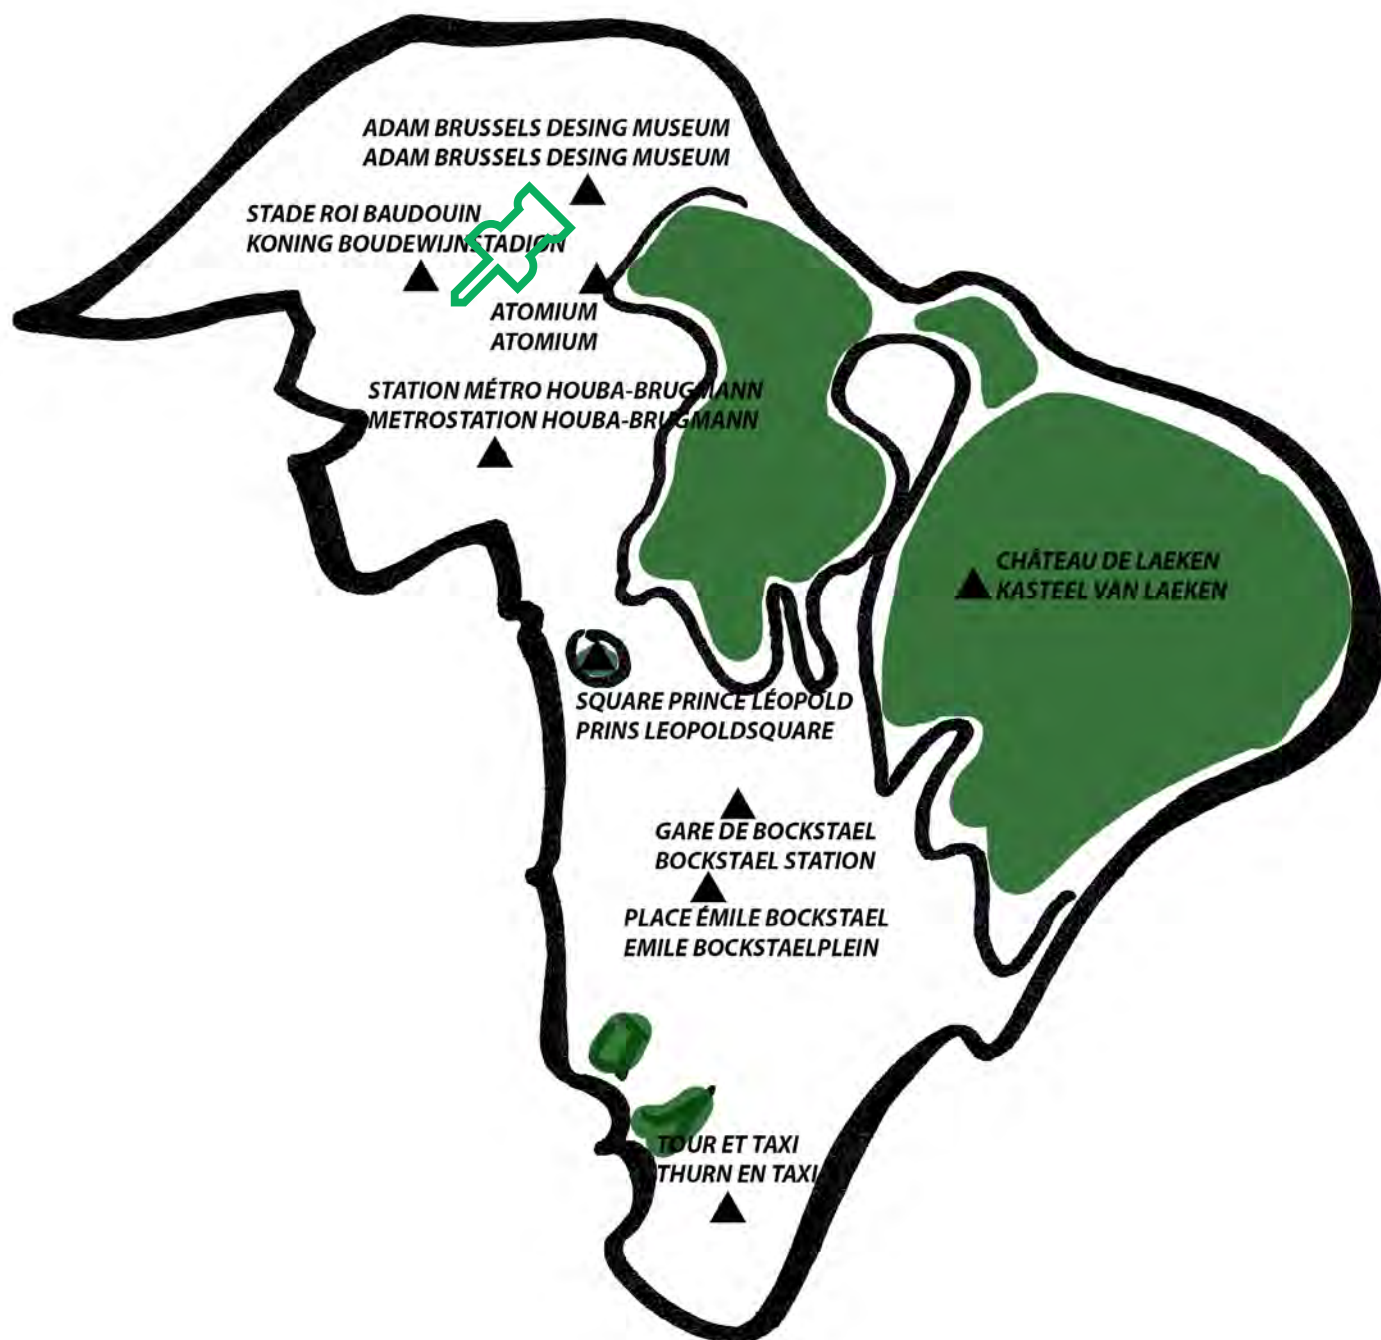 ADAM BRUSSELS DESING MUSEUM
ADAM BRUSSELS DESING MUSEUM
STADE ROI BAUDOUIN
KONING BOUDEWIJNSTADION
ATOMIUM
ATOMIUM
STATION MÉTRO HOUBA-BRUGMANN
METROSTATION HOUBA-BRUGMANN
CHÂTEAU DE LAEKEN
KASTEEL VAN LAEKEN
SQUARE PRINCE LÉOPOLD
PRINS LEOPOLDSQUARE
GARE DE BOCKSTAEL
BOCKSTAEL STATION
PLACE ÉMILE BOCKSTAEL
EMILE BOCKSTAELPLEIN
TOUR ET TAXI
THURN EN TAXI